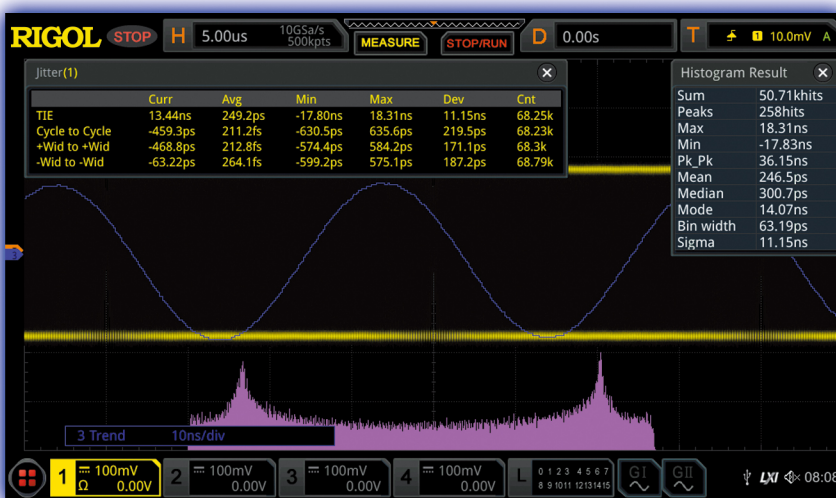 RIGOL STOP H 5.00us 10GSa/s 500kpts MEASURE STOP/RUN D 0.00s T 1 10.0mV A
Jitter(1)
Curr Avg Min Max Dev Cnt
TIE 13.44ns 249.2ps -17.80ns 18.31ns 11.15ns 68.25k
Cycle to Cycle -459.3ps 211.2fs -630.5ps 635.6ps 219.5ps 68.23k
+Wid to +Wid -468.8ps 212.8fs -574.4ps 584.2ps 171.1ps 68.3k
-Wid to -Wid -63.22ps 264.1fs -599.2ps 575.1ps 187.2ps 68.79k
Histogram Result
Sum 50.71khits
Peaks 258hits
Max 18.31ns
Min -17.83ns
Pk_Pk 36.15ns
Mean 246.5ps
Median 300.7ps
Mode 14.07ns
Bin width 63.19ps
Sigma 11.15ns
3
3 Trend 10ns/div
1 100mV Ω 0.00V
2 100mV 0.00V
3 100mV 0.00V
4 100mV 0.00V
L 0 1 2 3 4 5 6 7
8 9 10 11 12 13 14 15
GI GII LXI 08:08